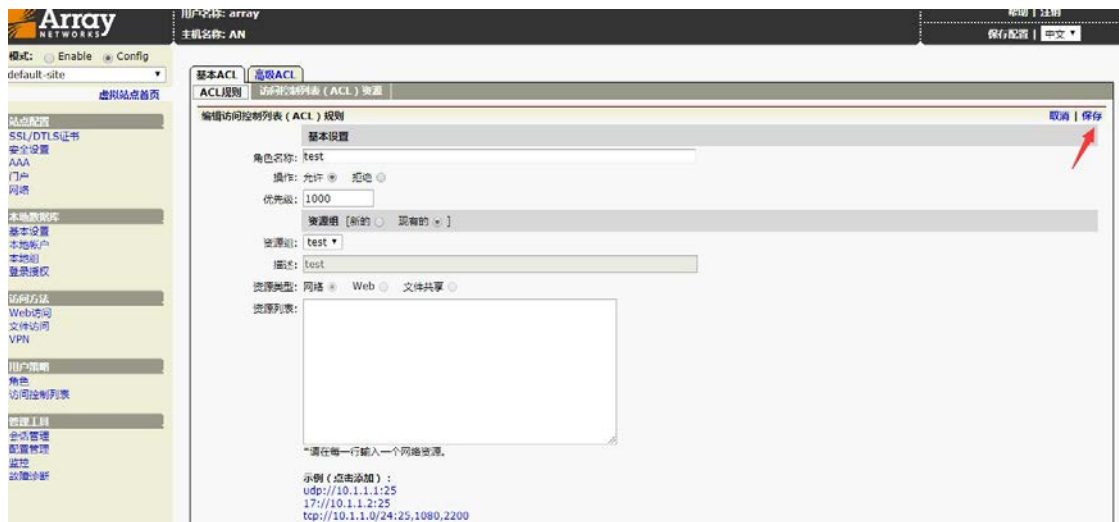 Array
NETWORKS
用户名称: array
主机名称: AN
帮助 | 注销
保存配置 | 中文
模式: Enable Config
default-site
虚拟站点首页
站点配置
SSL/DTLS证书
安全设置
AAA
门户
网络
本地数据库
基本设置
本地帐户
本地组
登录授权
访问方法
Web访问
文件访问
VPN
用户策略
角色
访问控制列表
管理工具
会话管理
配置管理
监控
故障诊断
基本ACL 高级ACL
ACL规则 访问控制列表 ( ACL ) 资源
编辑访问控制列表 ( ACL ) 规则
取消 | 保存
基本设置
角色名称: test
操作: 允许 拒绝
优先级: 1000
资源组 [新的 现有的 ]
资源组: test
描述: test
资源类型: 网络 Web 文件共享
资源列表:
*请在每一行输入一个网络资源。
示例 ( 点击添加 ) :
udp://10.1.1.1:25
17://10.1.1.2:25
tcp://10.1.1.0/24:25,1080,2200